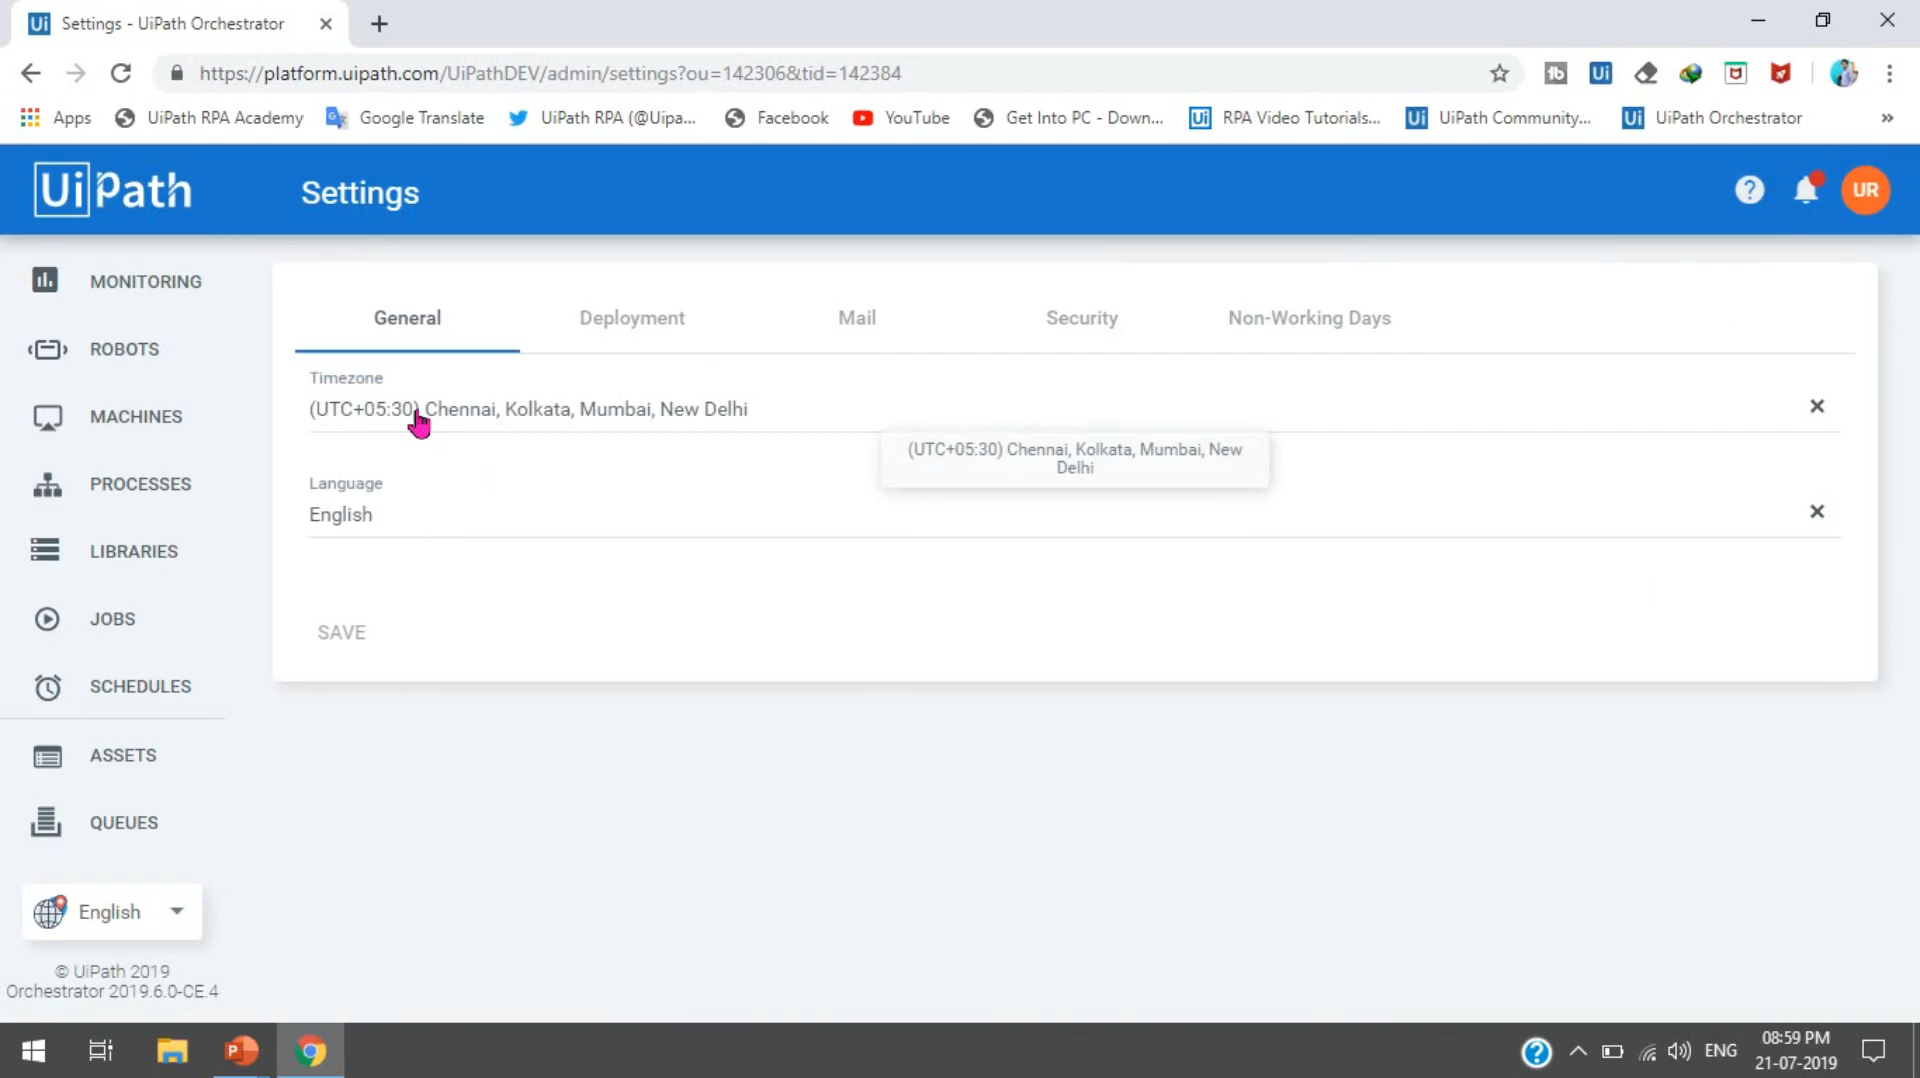 Ui Settings - UiPath Orchestrator
https://platform.uipath.com/UiPathDEV/admin/settings?ou=142306&tid=142384
Apps UiPath RPA Academy Google Translate UiPath RPA (@Uipa... Facebook YouTube Get Into PC - Down... Ui RPA Video Tutorials... Ui UiPath Community... Ui UiPath Orchestrator »
UiPath Settings ? UR
MONITORING
ROBOTS
MACHINES
PROCESSES
LIBRARIES
JOBS
SCHEDULES
ASSETS
QUEUES
English
© UiPath 2019
Orchestrator 2019.6.0-CE.4
General Deployment Mail Security Non-Working Days
Timezone
(UTC+05:30) Chennai, Kolkata, Mumbai, New Delhi
(UTC+05:30) Chennai, Kolkata, Mumbai, New
Delhi
Language
English
SAVE
ENG
08:59 PM
21-07-2019